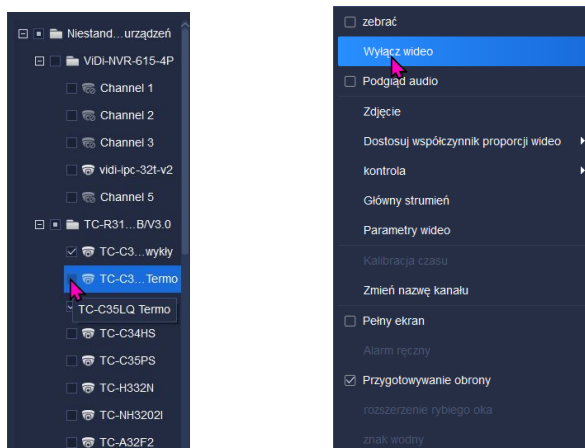 Niestand...urządzeń
ViDi-NVR-615-4P
Channel 1
Channel 2
Channel 3
vidi-ipc-32t-v2
Channel 5
TC-R31...B/V3.0
TC-C3...wykły
TC-C3...Termo
TC-C35LQ Termo
TC-C34HS
TC-C35PS
TC-H332N
TC-NH3202I
TC-A32F2
zebrać
Wyłącz wideo
Podgląd audio
Zdjęcie
Dostosuj współczynnik proporcji wideo
kontrola
Główny strumień
Parametry wideo
Kalibracja czasu
Zmień nazwę kanału
Pełny ekran
Alarm ręczny
Przygotowywanie obrony
rozszerzenie rybiego oka
znak wodny